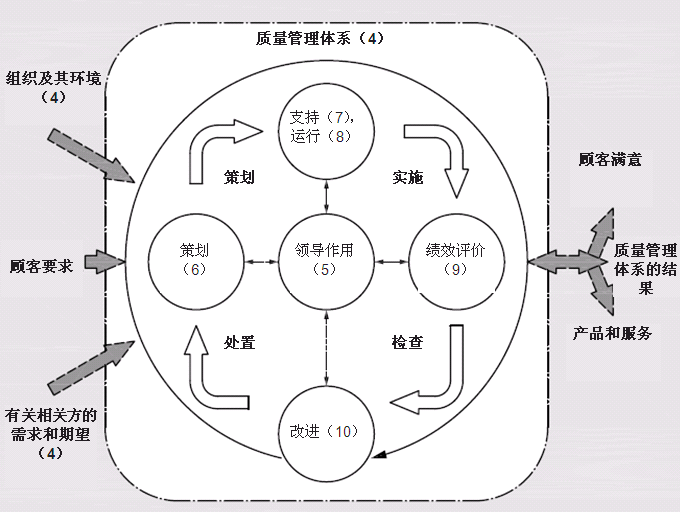 质量管理体系（4）
组织及其环境
（4）
支持（7），
运行（8）
策划
实施
顾客满意
顾客要求
策划
（6）
领导作用
（5）
绩效评价
（9）
质量管理
体系的结
果
处置
检查
产品和服务
有关相关方的
需求和期望
（4）
改进（10）